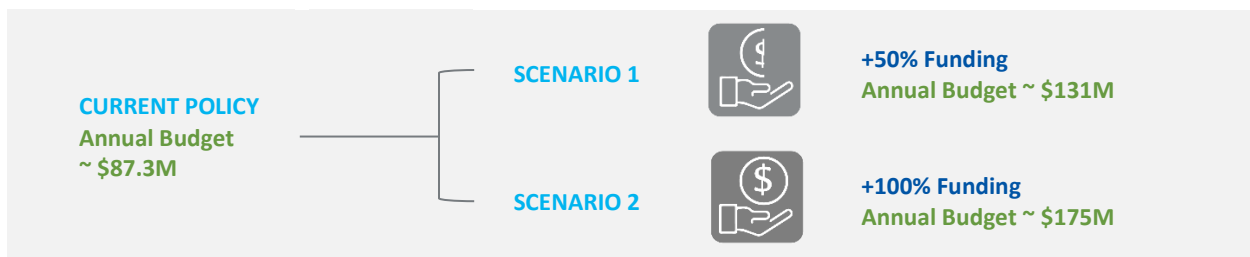 CURRENT POLICY
Annual Budget
~ $87.3M
SCENARIO 1
$
+50% Funding
Annual Budget ~ $131M
SCENARIO 2
$
+100% Funding
Annual Budget ~ $175M